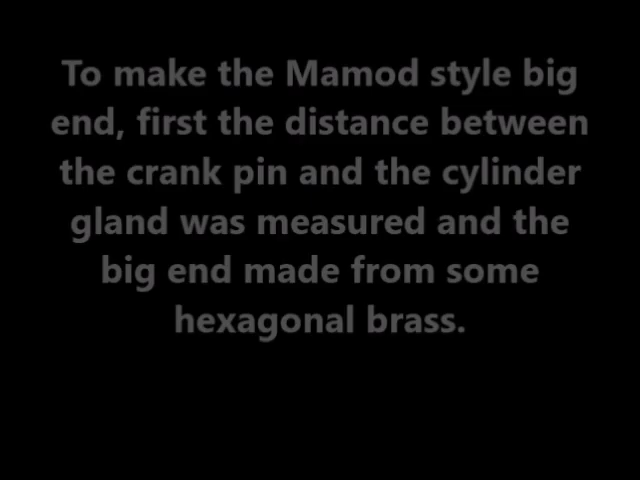 To make the Mamod style big
end, first the distance between
the crank pin and the cylinder
gland was measured and the
big end made from some
hexagonal brass.